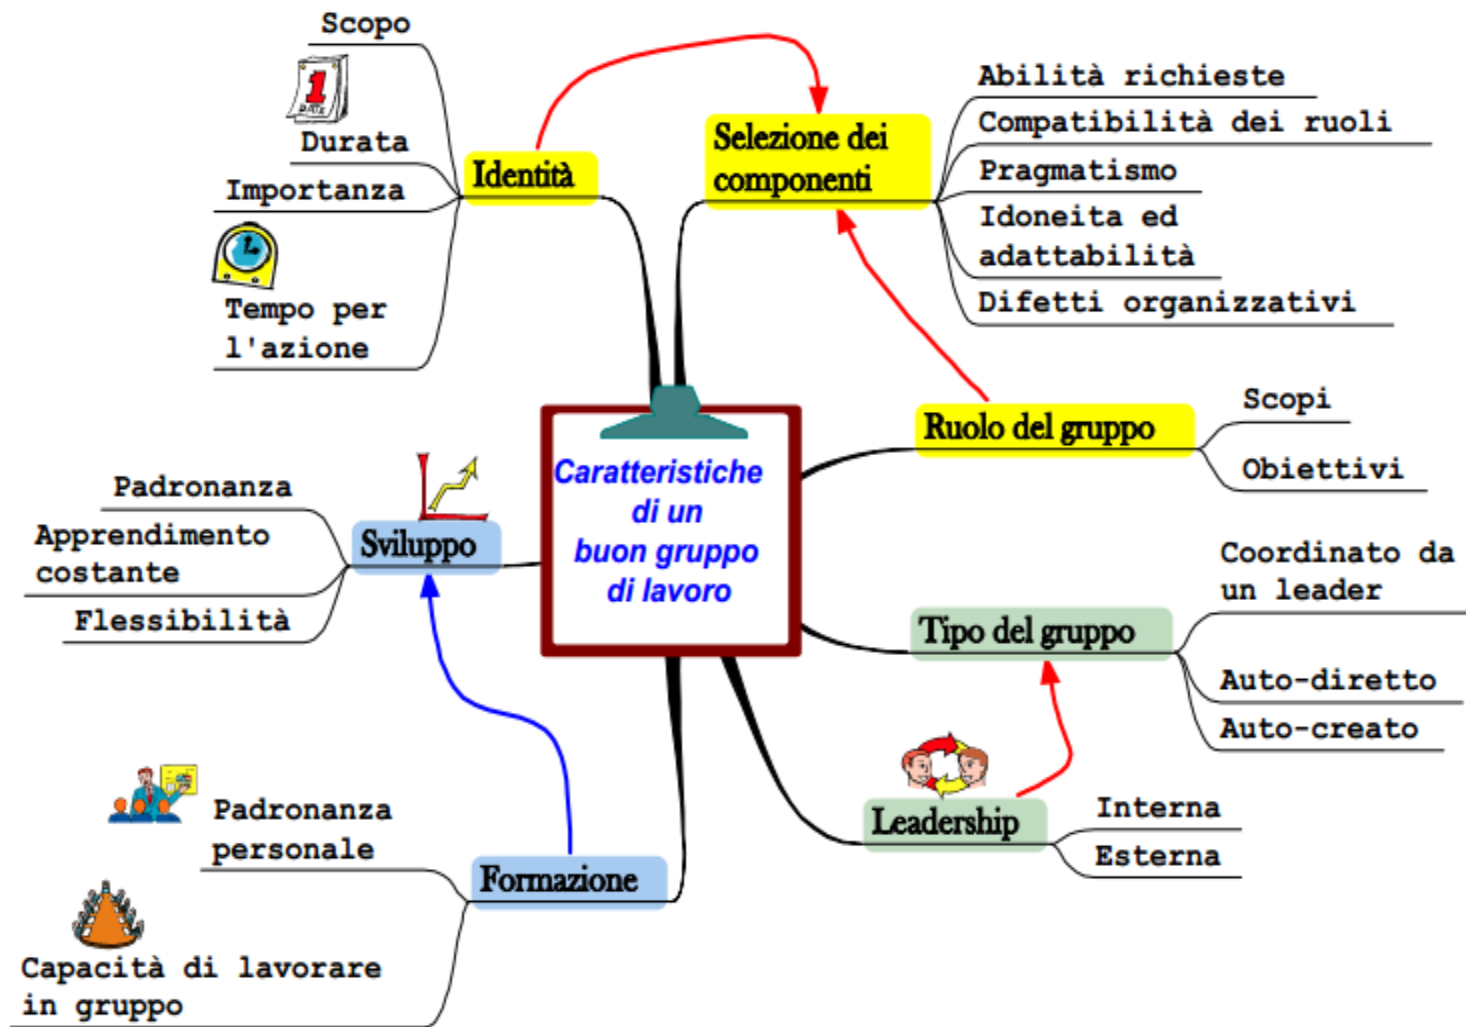 Caratteristiche
di un
buon gruppo
di lavoro
Identità
Scopo
1
DATE
Durata
Importanza
Tempo per
l'azione
Selezione dei
componenti
Abilità richieste
Compatibilità dei ruoli
Pragmatismo
Idoneita ed
adattabilità
Difetti organizzativi
Ruolo del gruppo
Scopi
Obiettivi
Tipo del gruppo
Coordinato da
un leader
Auto-diretto
Auto-creato
Leadership
Interna
Esterna
Formazione
Padronanza
personale
Capacità di lavorare
in gruppo
Sviluppo
Padronanza
Apprendimento
costante
Flessibilità